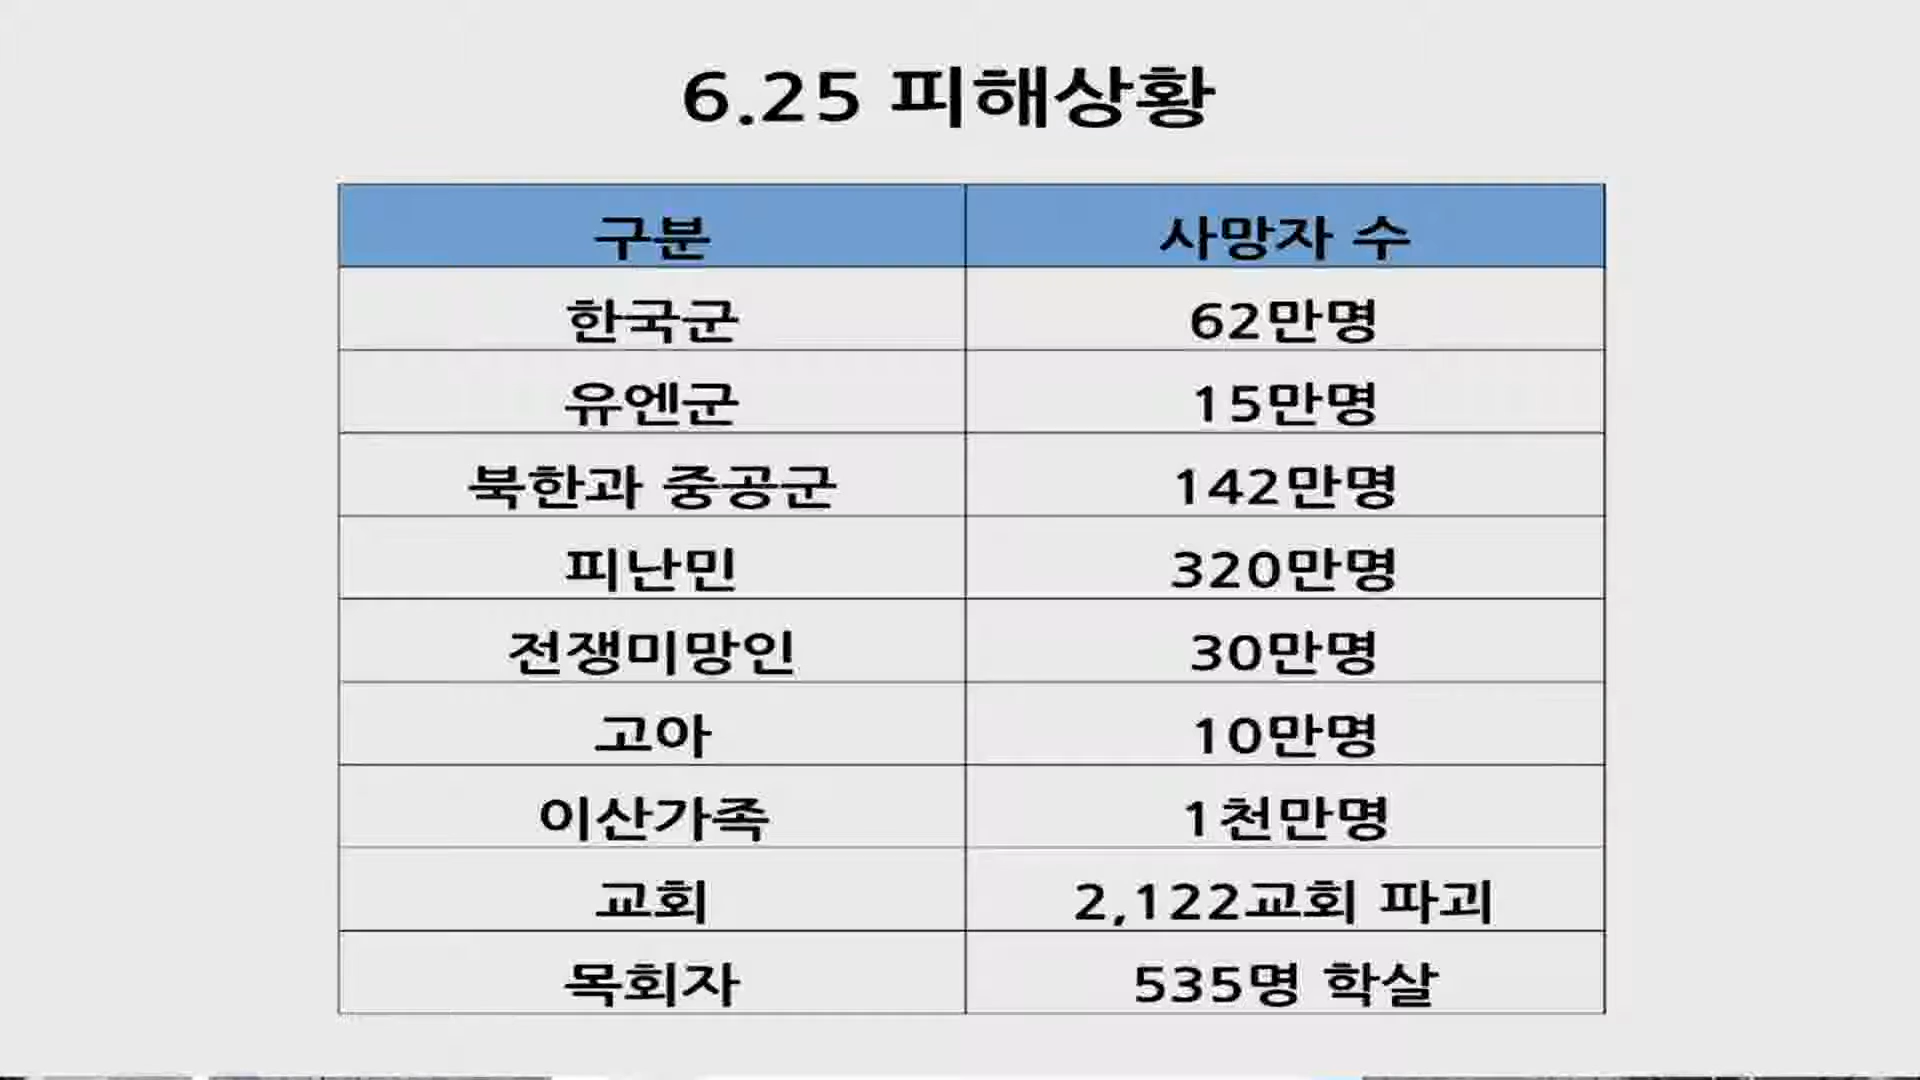 6.25 피해상황
구분 사망자 수
한국군 62만명
유엔군 15만명
북한과 중공군 142만명
피난민 320만명
전쟁미망인 30만명
고아 10만명
이산가족 1천만명
교회 2,122교회 파괴
목회자 535명 학살